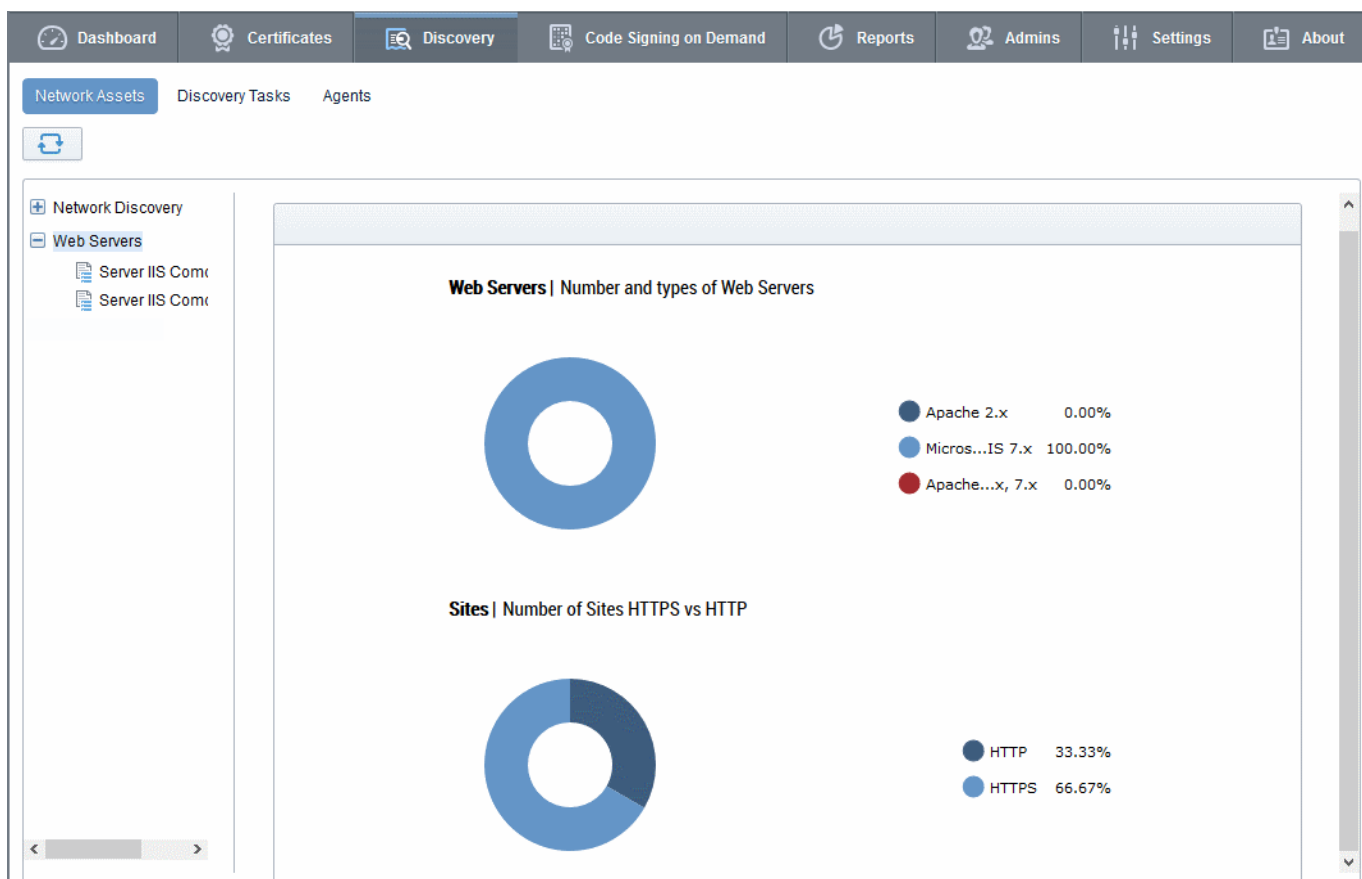 Dashboard Certificates Discovery Code Signing on Demand Reports Admins Settings About
Network Assets Discovery Tasks Agents
Network Discovery
Web Servers
Server IIS Como
Server IIS Como
Web Servers | Number and types of Web Servers
Apache 2.x 0.00%
Micros...IS 7.x 100.00%
Apache...x, 7.x 0.00%
Sites | Number of Sites HTTPS vs HTTP
HTTP 33.33%
HTTPS 66.67%